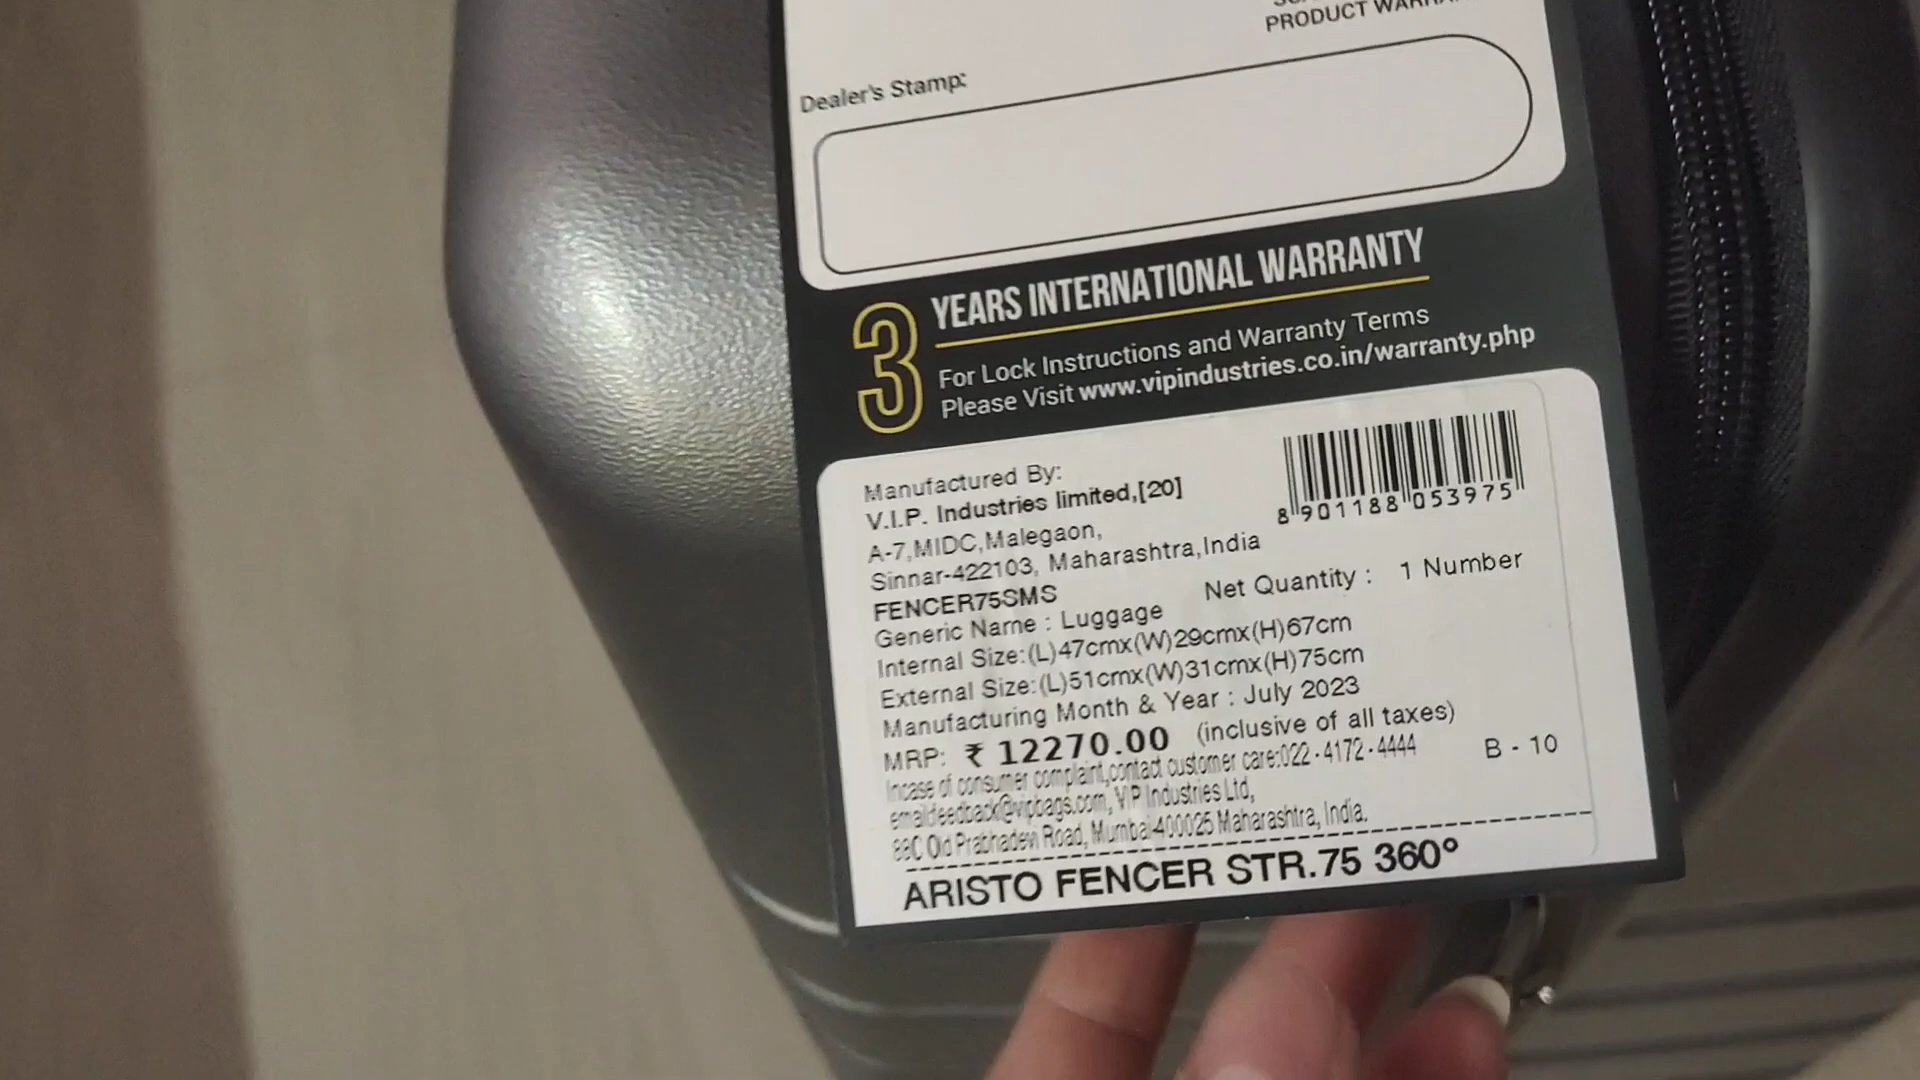 PRODUCT WARRA
Dealer's Stamp:
3 YEARS INTERNATIONAL WARRANTY
For Lock Instructions and Warranty Terms
Please Visit www.vipindustries.co.in/warranty.php
Manufactured By:
V.I.P. Industries limited,[20]
A-7,MIDC,Malegaon,
Sinnar-422103, Maharashtra,India
8 901188 053975
FENCER75SMS
Net Quantity : 1 Number
Generic Name : Luggage
Internal Size:(L)47cmx(W)29cmx(H)67cm
External Size:(L)51cmx(W)31cmx(H)75cm
Manufacturing Month & Year : July 2023
MRP: ₹ 12270.00 (inclusive of all taxes)
Incase of consumer complaint,contact customer care:022-4172-4444
B - 10
email:feedback@vipbags.com, VIP Industries Ltd,
88C Old Prabhadevi Road, Mumbai-400025 Maharashtra, India.
ARISTO FENCER STR.75 360°